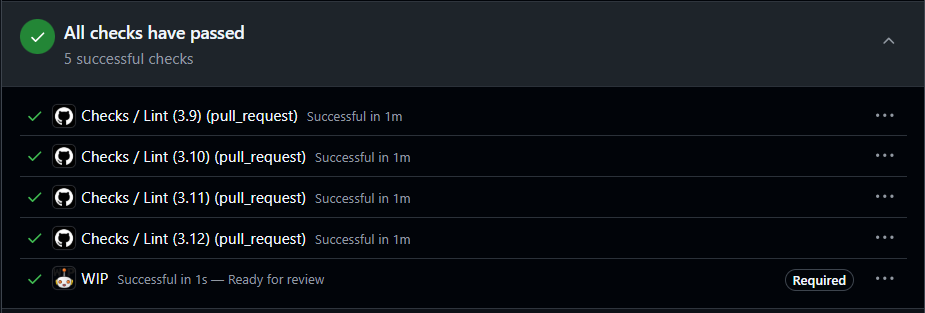 All checks have passed
5 successful checks
Checks / Lint (3.9) (pull_request) Successful in 1m
Checks / Lint (3.10) (pull_request) Successful in 1m
Checks / Lint (3.11) (pull_request) Successful in 1m
Checks / Lint (3.12) (pull_request) Successful in 1m
WIP Successful in 1s — Ready for review Required